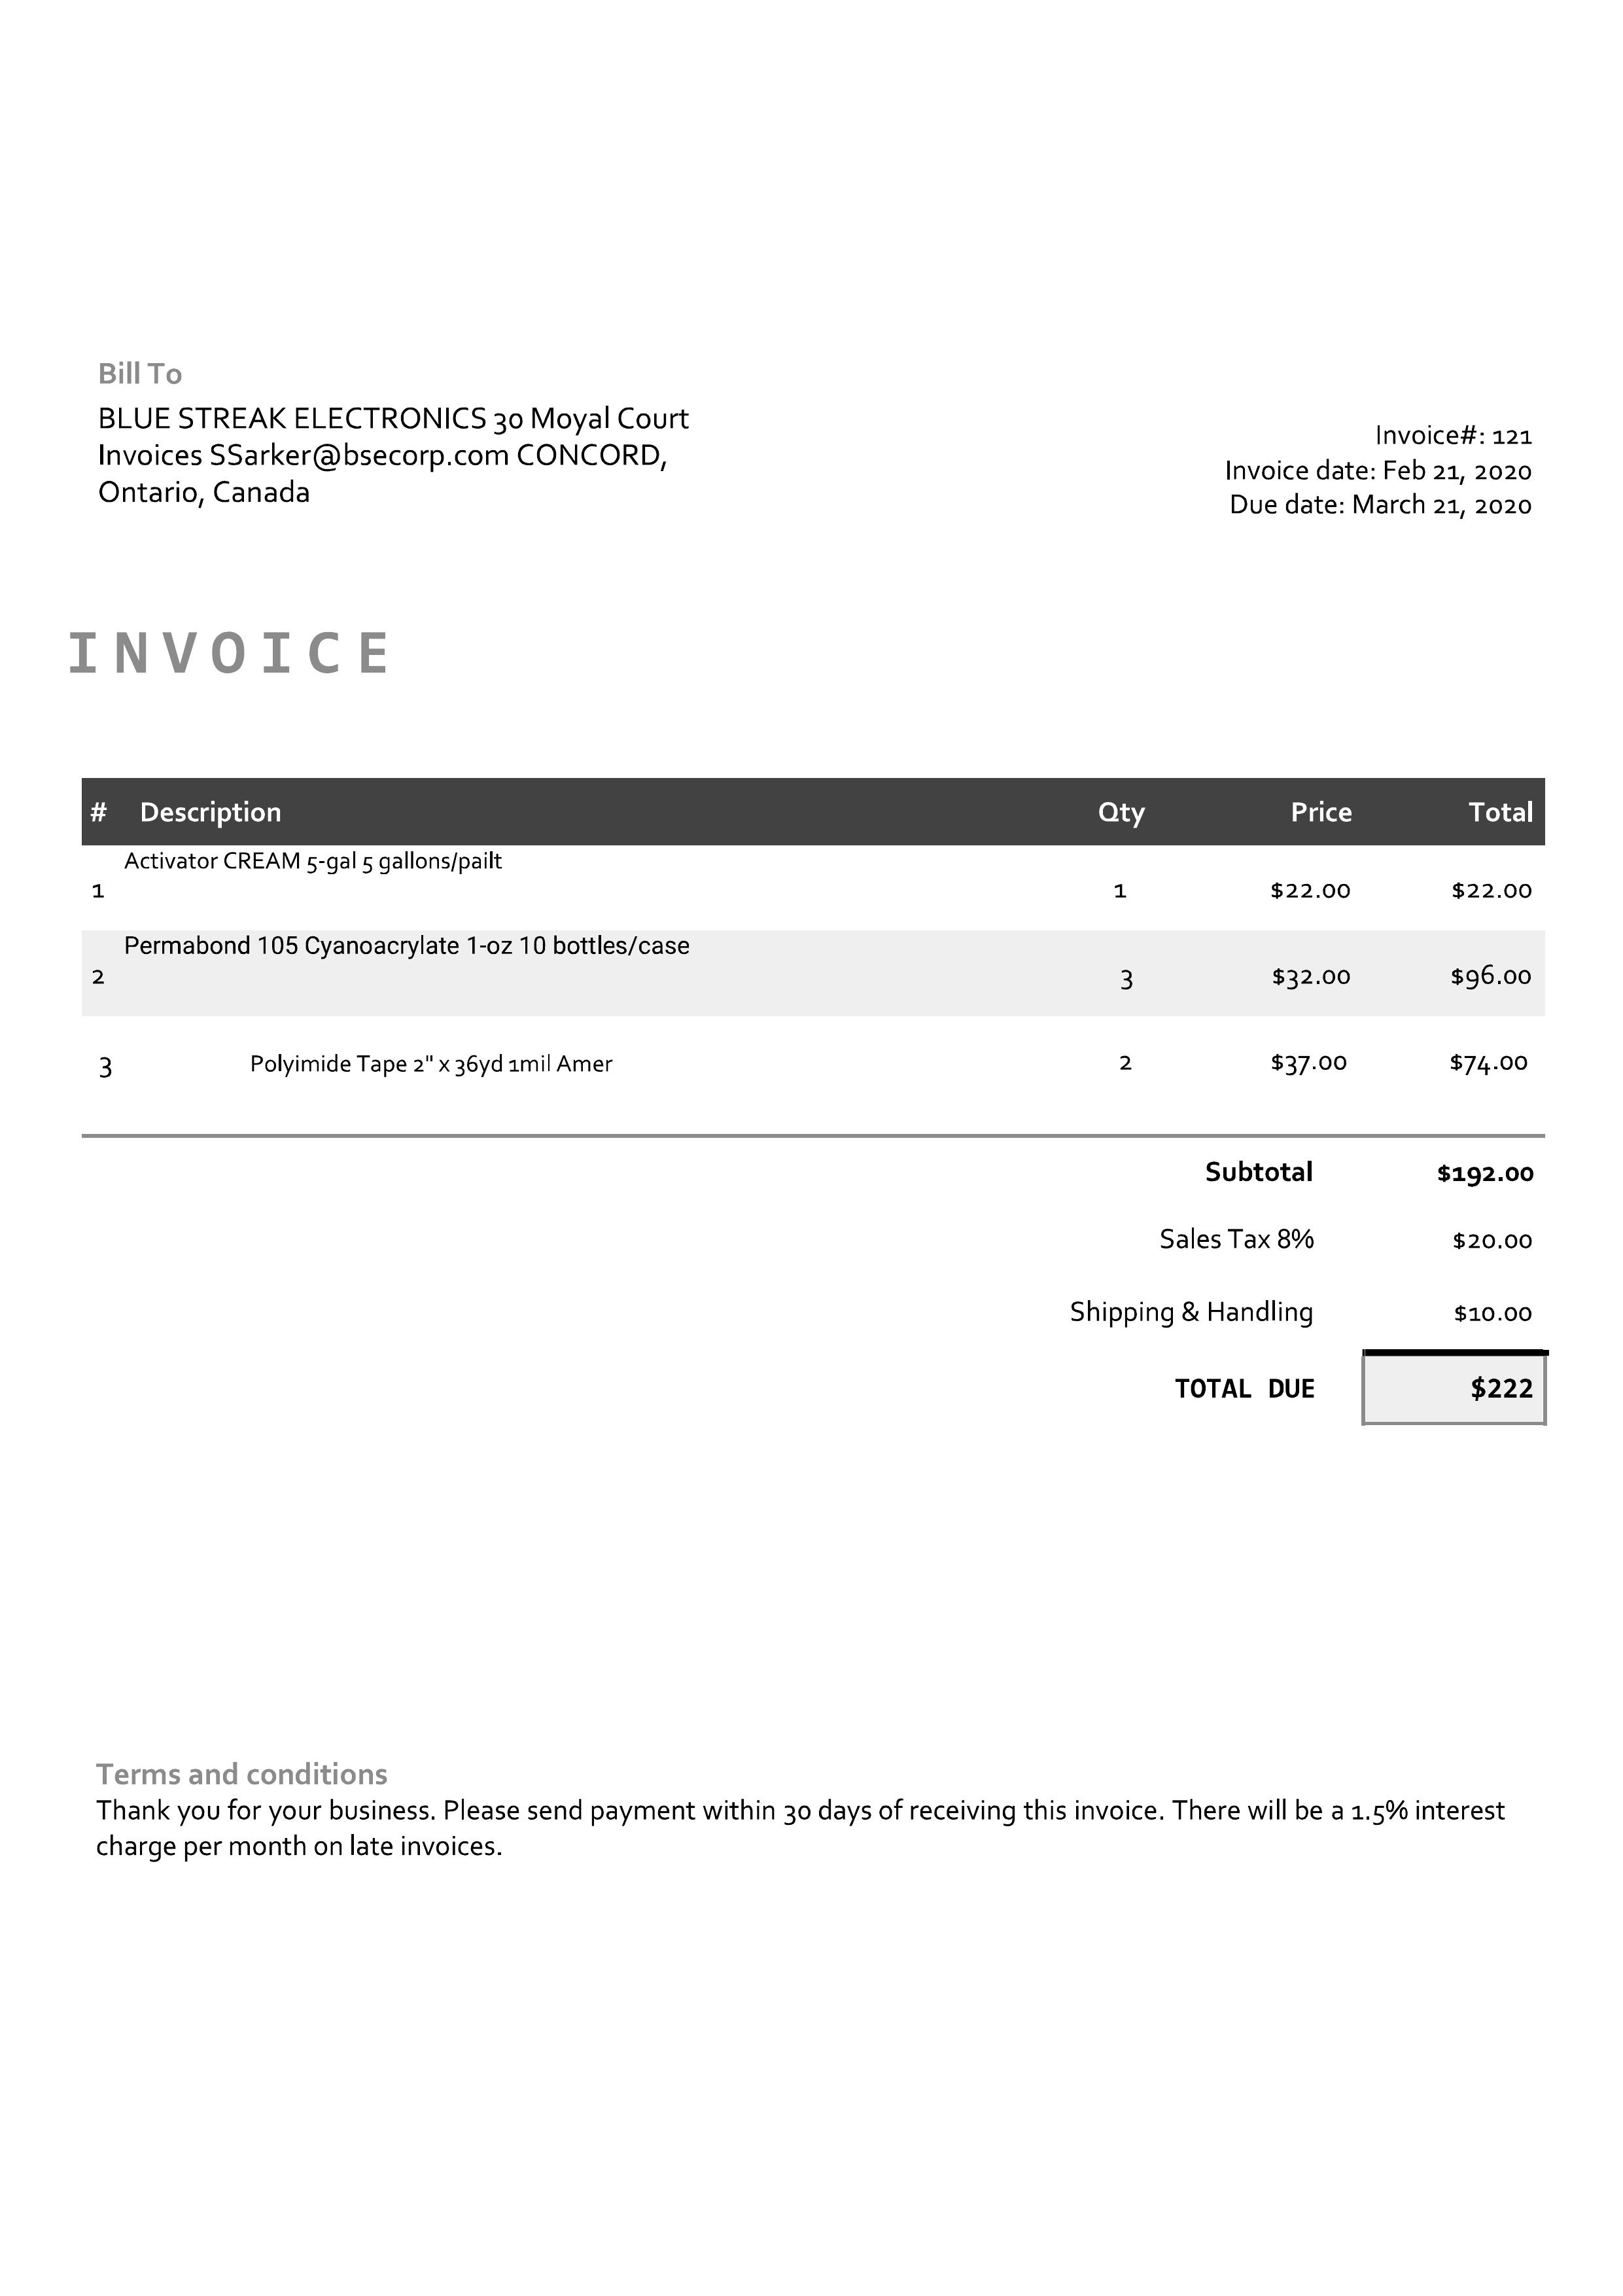 Bill To
BLUE STREAK ELECTRONICS 30 Moyal Court
Invoices SSarker@bsecorp.com CONCORD,
Ontario, Canada
Invoice#: 121
Invoice date: Feb 21, 2020
Due date: March 21, 2020
INVOICE
# Description Qty Price Total
1 Activator CREAM 5-gal 5 gallons/pailt 1 $22.00 $22.00
2 Permabond 105 Cyanoacrylate 1-oz 10 bottles/case 3 $32.00 $96.00
3 Polyimide Tape 2" x 36yd 1mil Amer 2 $37.00 $74.00
Subtotal $192.00
Sales Tax 8% $20.00
Shipping & Handling $10.00
TOTAL DUE $222
Terms and conditions
Thank you for your business. Please send payment within 30 days of receiving this invoice. There will be a 1.5% interest
charge per month on late invoices.